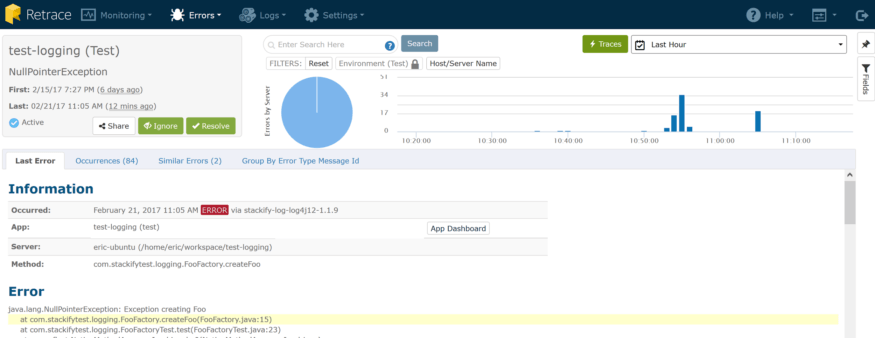 Retrace Monitoring Errors Logs Settings Help
test-logging (Test)
NullPointerException
First: 2/15/17 7:27 PM (6 days ago)
Last: 02/21/17 11:05 AM (12 mins ago)
Active
Share Ignore Resolve
Enter Search Here ? Search
Traces Last Hour
FILTERS: Reset Environment (Test) Host/Server Name
Errors by Server
51
34
17
0
10:20:00 10:30:00 10:40:00 10:50:00 11:00:00 11:10:00
Fields
Last Error Occurrences (84) Similar Errors (2) Group By Error Type Message Id
Information
Occurred: February 21, 2017 11:05 AM ERROR via stackify-log-log4j12-1.1.9
App: test-logging (test) App Dashboard
Server: eric-ubuntu (/home/eric/workspace/test-logging)
Method: com.stackifytest.logging.FooFactory.createFoo
Error
java.lang.NullPointerException: Exception creating Foo
at com.stackifytest.logging.FooFactory.createFoo(FooFactory.java:15)
at com.stackifytest.logging.FooFactoryTest.test(FooFactoryTest.java:23)